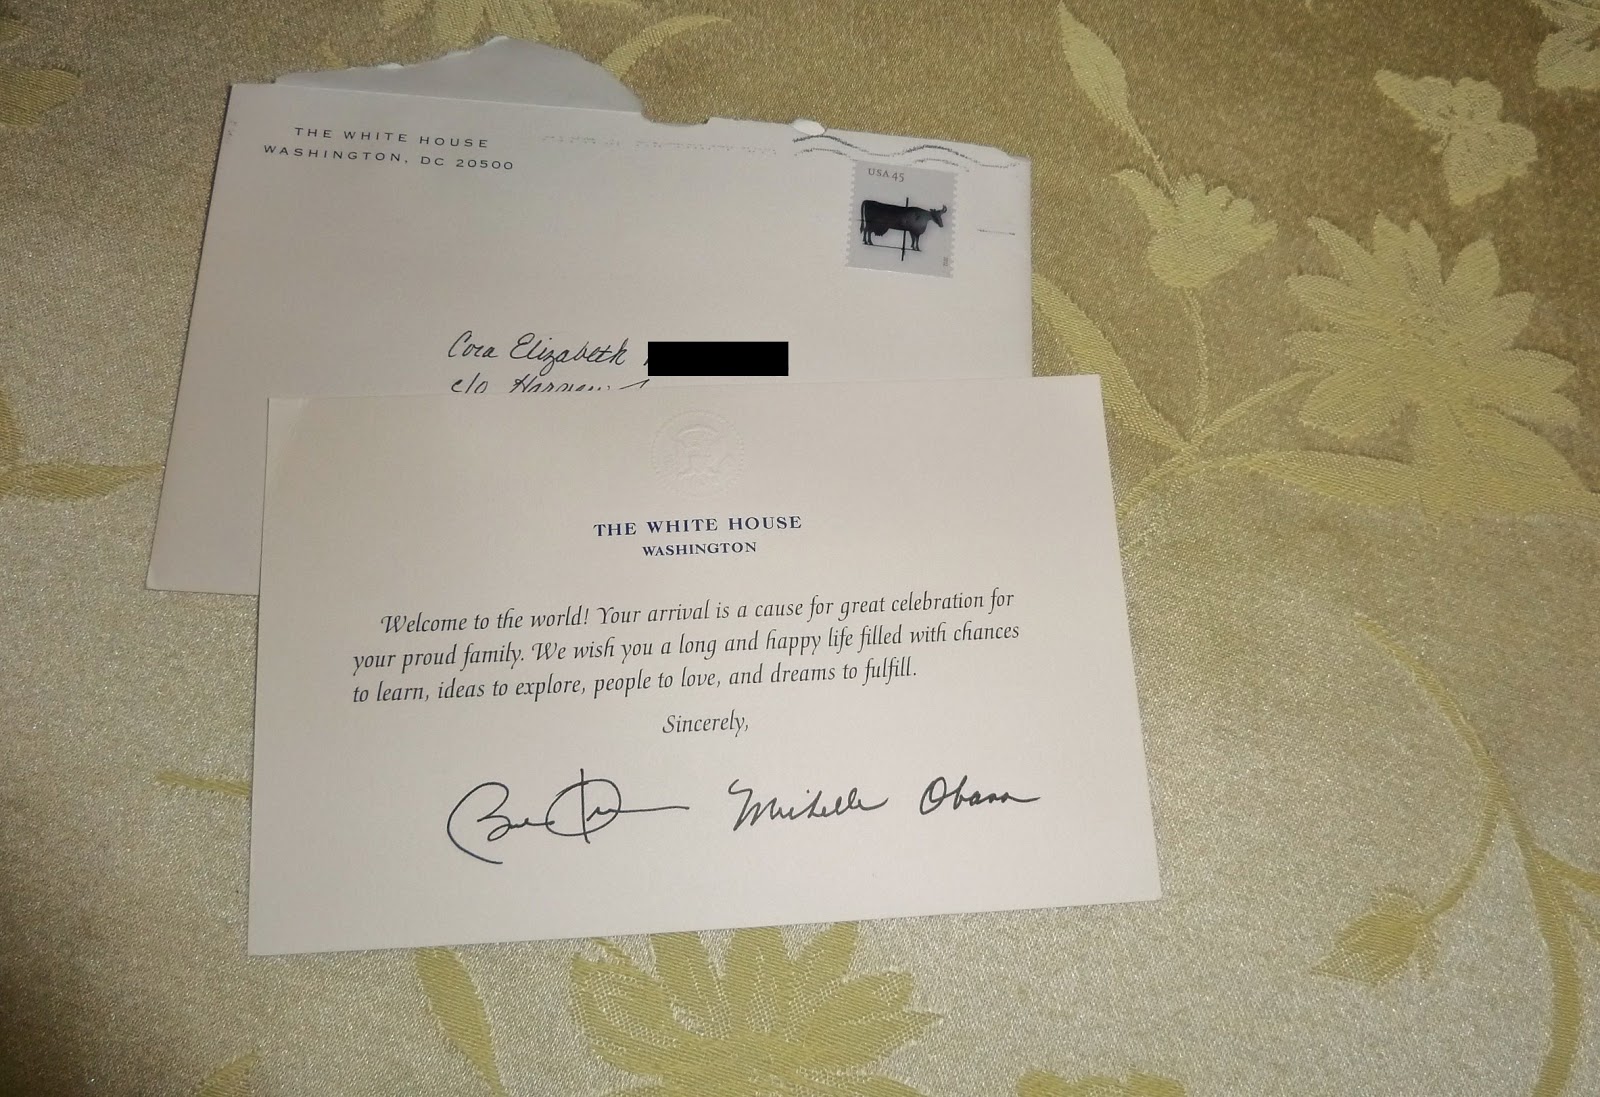 THE WHITE HOUSE
WASHINGTON, DC 20500
USA 45
Cora Elizabeth
c/o
THE WHITE HOUSE
WASHINGTON
Welcome to the world! Your arrival is a cause for great celebration for
your proud family. We wish you a long and happy life filled with chances
to learn, ideas to explore, people to love, and dreams to fulfill.
Sincerely,
Michelle Obama